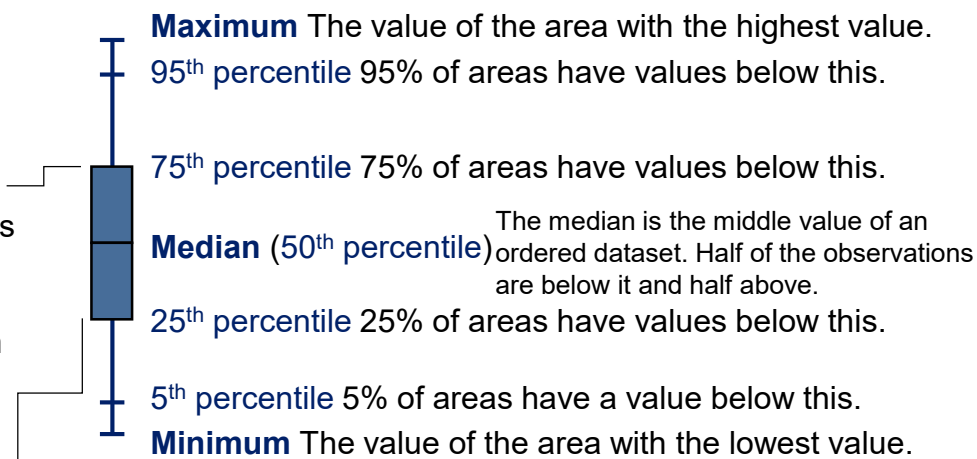 Maximum The value of the area with the highest value.
95th percentile 95% of areas have values below this.
75th percentile 75% of areas have values below this.
s
The median is the middle value of an
Median (50th percentile) ordered dataset. Half of the observations
are below it and half above.
25th percentile 25% of areas have values below this.
5th percentile 5% of areas have a value below this.
Minimum The value of the area with the lowest value.